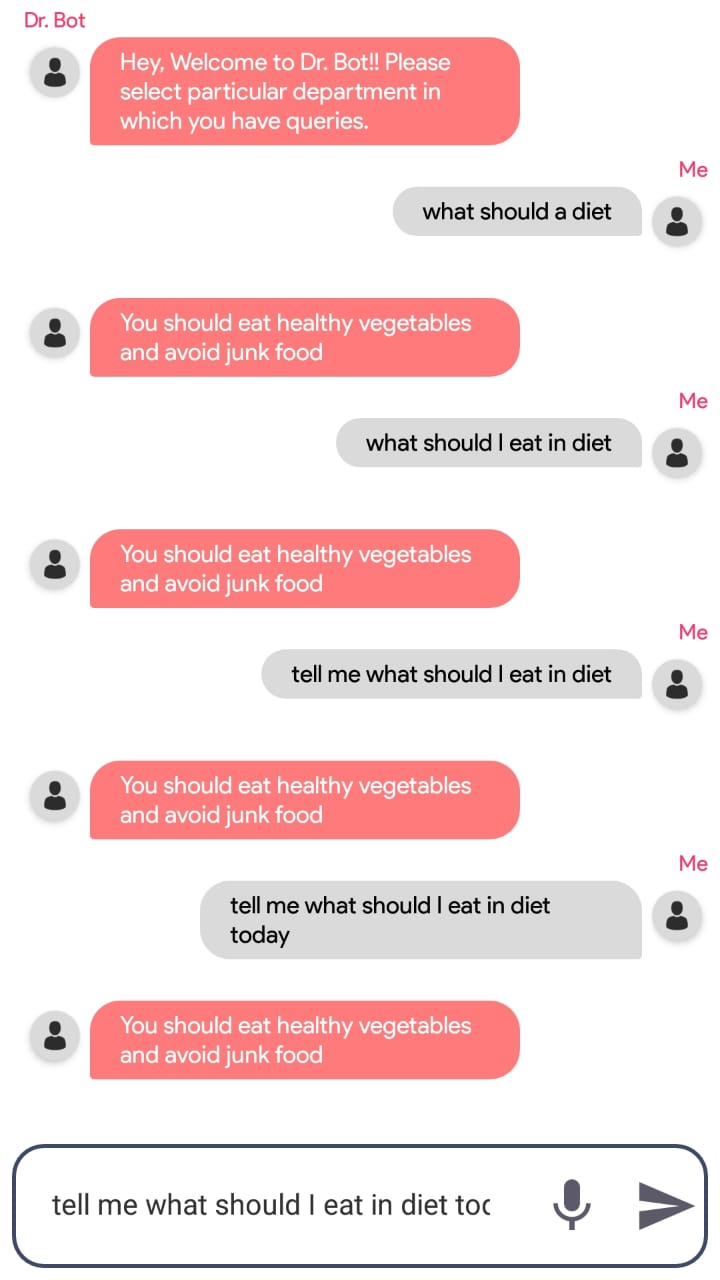 Dr. Bot
Hey, Welcome to Dr. Bot!! Please
select particular department in
which you have queries.
Me
what should a diet
You should eat healthy vegetables
and avoid junk food
Me
what should I eat in diet
You should eat healthy vegetables
and avoid junk food
Me
tell me what should I eat in diet
You should eat healthy vegetables
and avoid junk food
Me
tell me what should I eat in diet
today
You should eat healthy vegetables
and avoid junk food
tell me what should I eat in diet